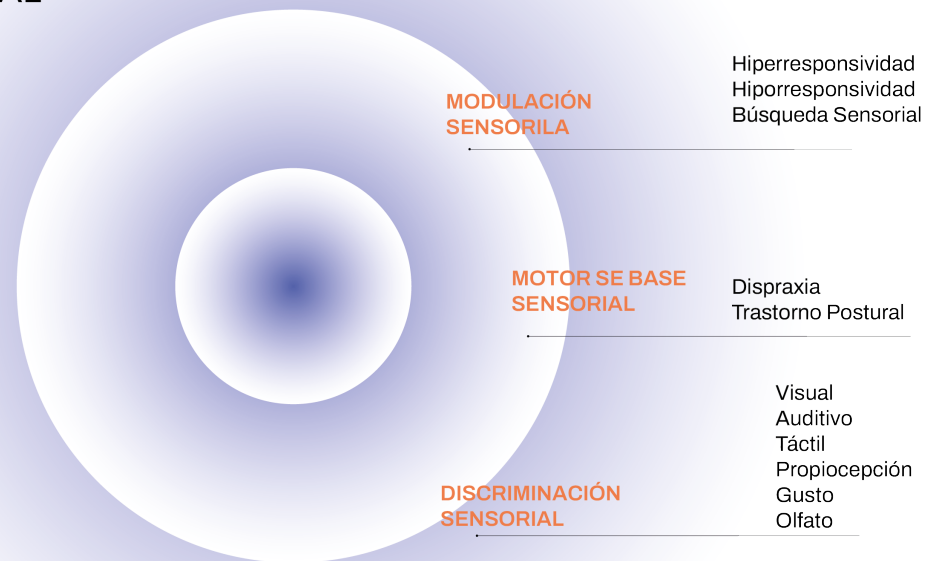 MODULACIÓN
SENSORILA
Hiperresponsividad
Hiporresponsividad
Búsqueda Sensorial
MOTOR SE BASE
SENSORIAL
Dispraxia
Trastorno Postural
DISCRIMINACIÓN
SENSORIAL
Visual
Auditivo
Táctil
Propiocepción
Gusto
Olfato